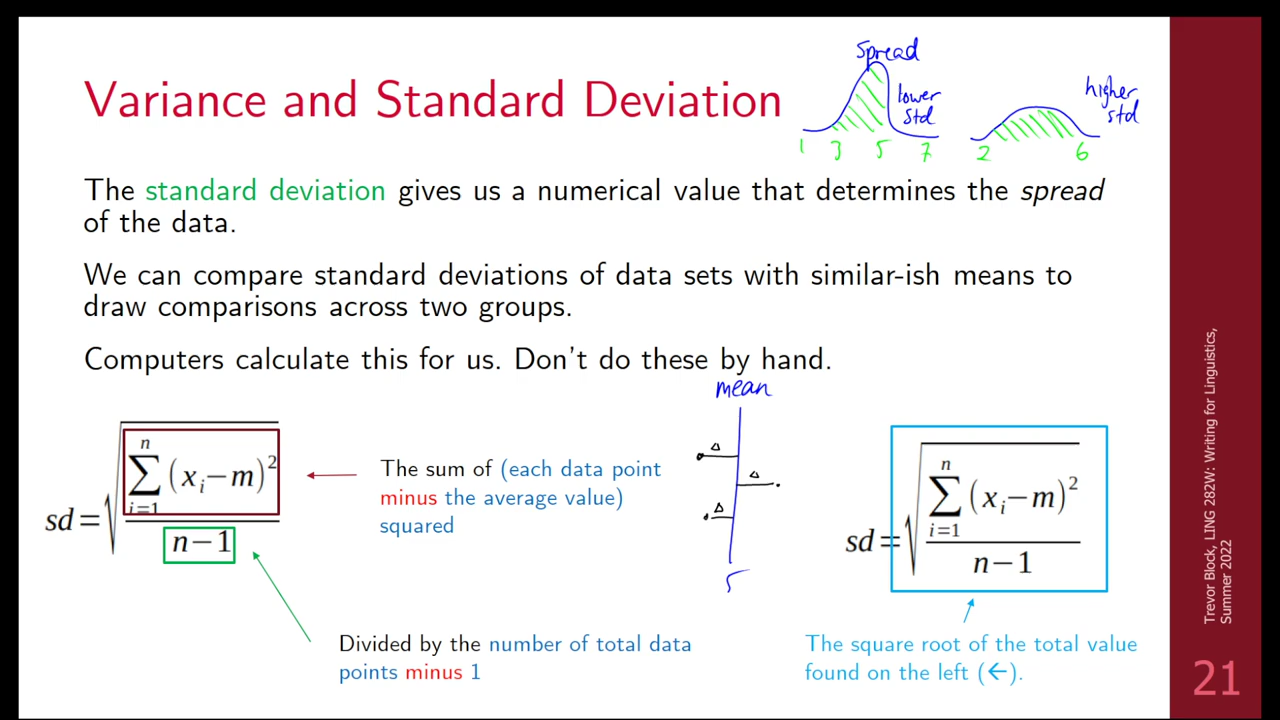 Variance and Standard Deviation
spread
lower
std
1 3 5 7
higher
std
2 6
The standard deviation gives us a numerical value that determines the spread
of the data.
We can compare standard deviations of data sets with similar-ish means to
draw comparisons across two groups.
Computers calculate this for us. Don't do these by hand.
sd=√(∑ⁿᵢ₌₁(xᵢ−m)²/n−1)
The sum of (each data point
minus the average value)
squared
mean
Δ
Δ
Δ
5
sd=√(∑ⁿᵢ₌₁(xᵢ−m)²/n−1)
Divided by the number of total data
points minus 1
The square root of the total value
found on the left (←).
Trevor Block, LING 282W: Writing for Linguistics,
Summer 2022
21